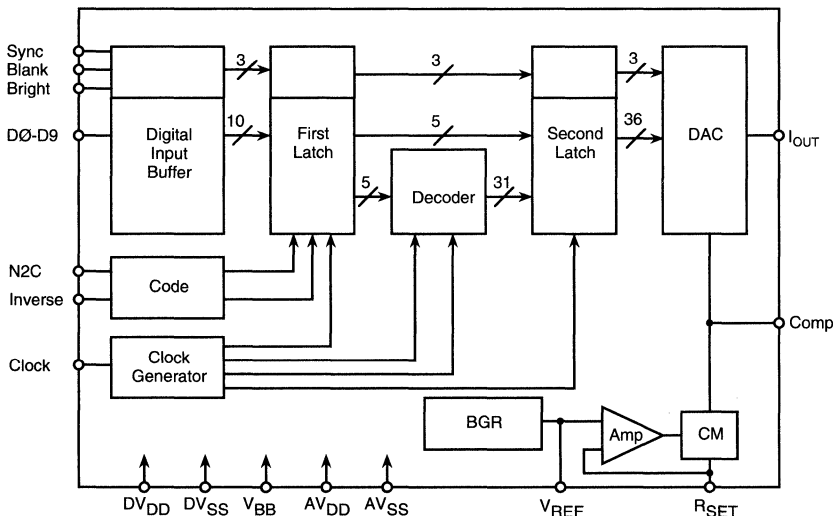 Sync
Blank
Bright
DØ-D9
Digital
Input
Buffer
3
10
First
Latch
3
5
5
Decoder
31
Second
Latch
3
36
DAC
I_OUT
N2C
Inverse
Code
Clock
Clock
Generator
Comp
BGR
Amp
CM
DV_DD
DV_SS
V_BB
AV_DD
AV_SS
V_REF
R_SET